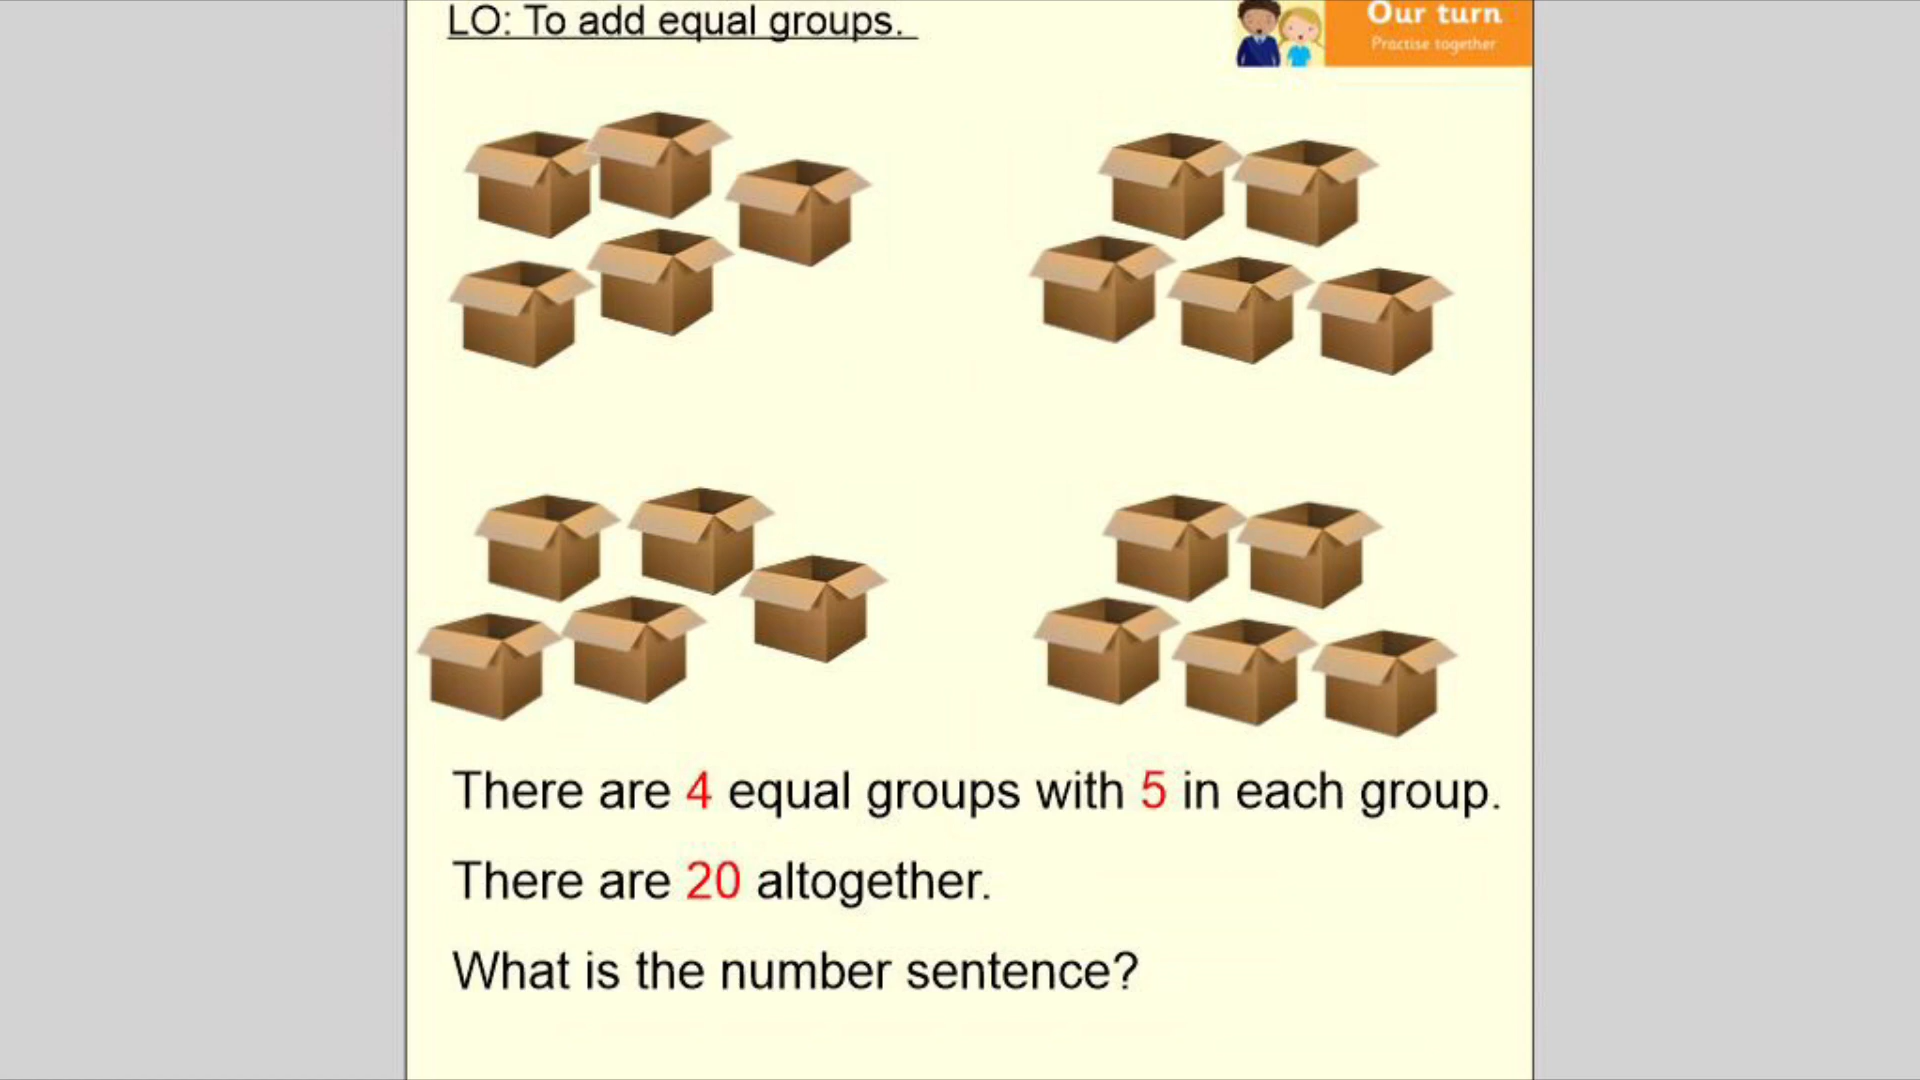 LO: To add equal groups.
Our turn
Practise together
There are 4 equal groups with 5 in each group.
There are 20 altogether.
What is the number sentence?